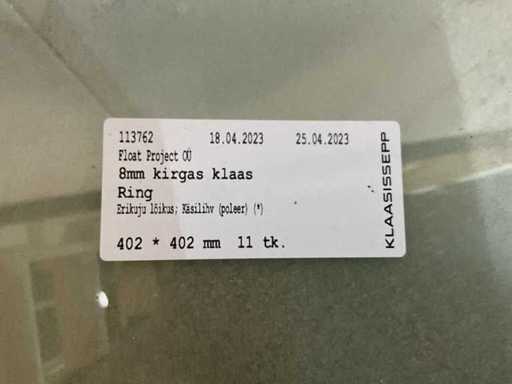 113762 18.04.2023 25.04.2023
Float Project OÜ
8mm kirgas klaas
Ring
Erikuju lõikus; Käsilihv (poleer) (*)
402 * 402 mm 11 tk.
KLAASISSEPP